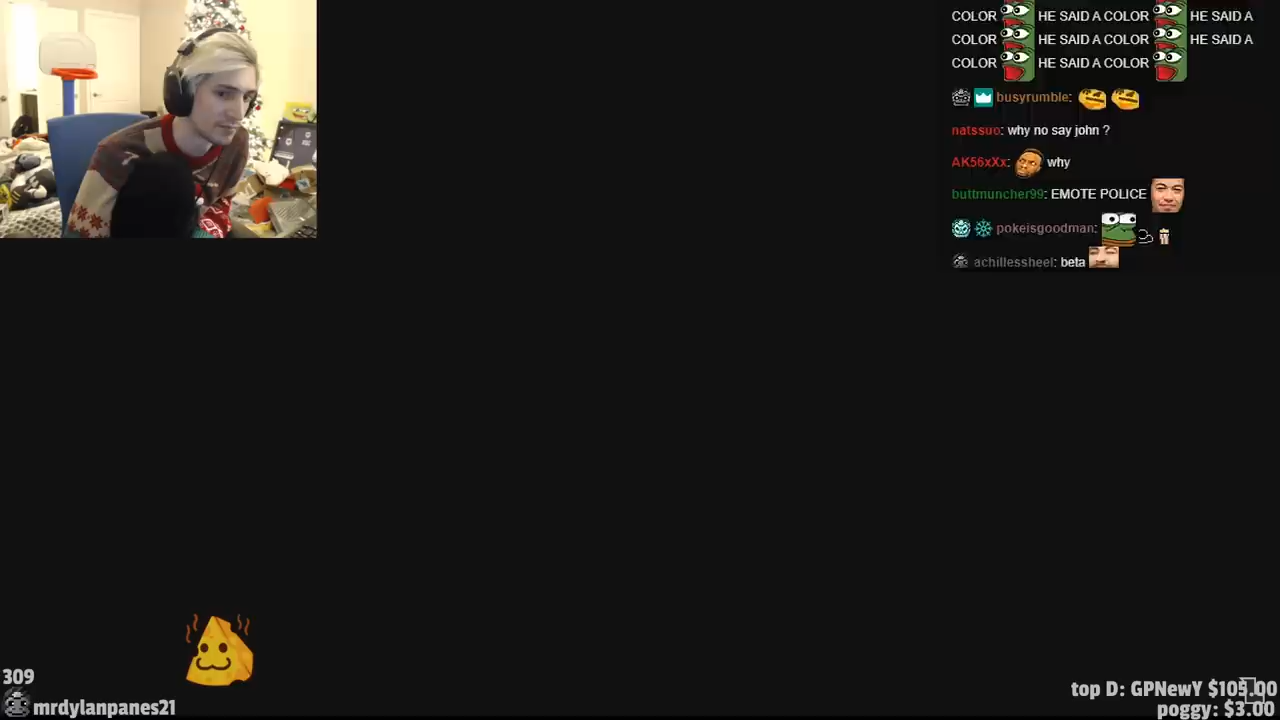 COLOR HE SAID A COLOR HE SAID A
COLOR HE SAID A COLOR HE SAID A
COLOR HE SAID A COLOR
busyrumble:
natssuo: why no say john ?
AK56xXx: why
buttmuncher99: EMOTE POLICE
pokeisgoodman:
achillessheel: beta
309
mrdylanpanes21
top D: GPNewY $105.00
poggy: $3.00